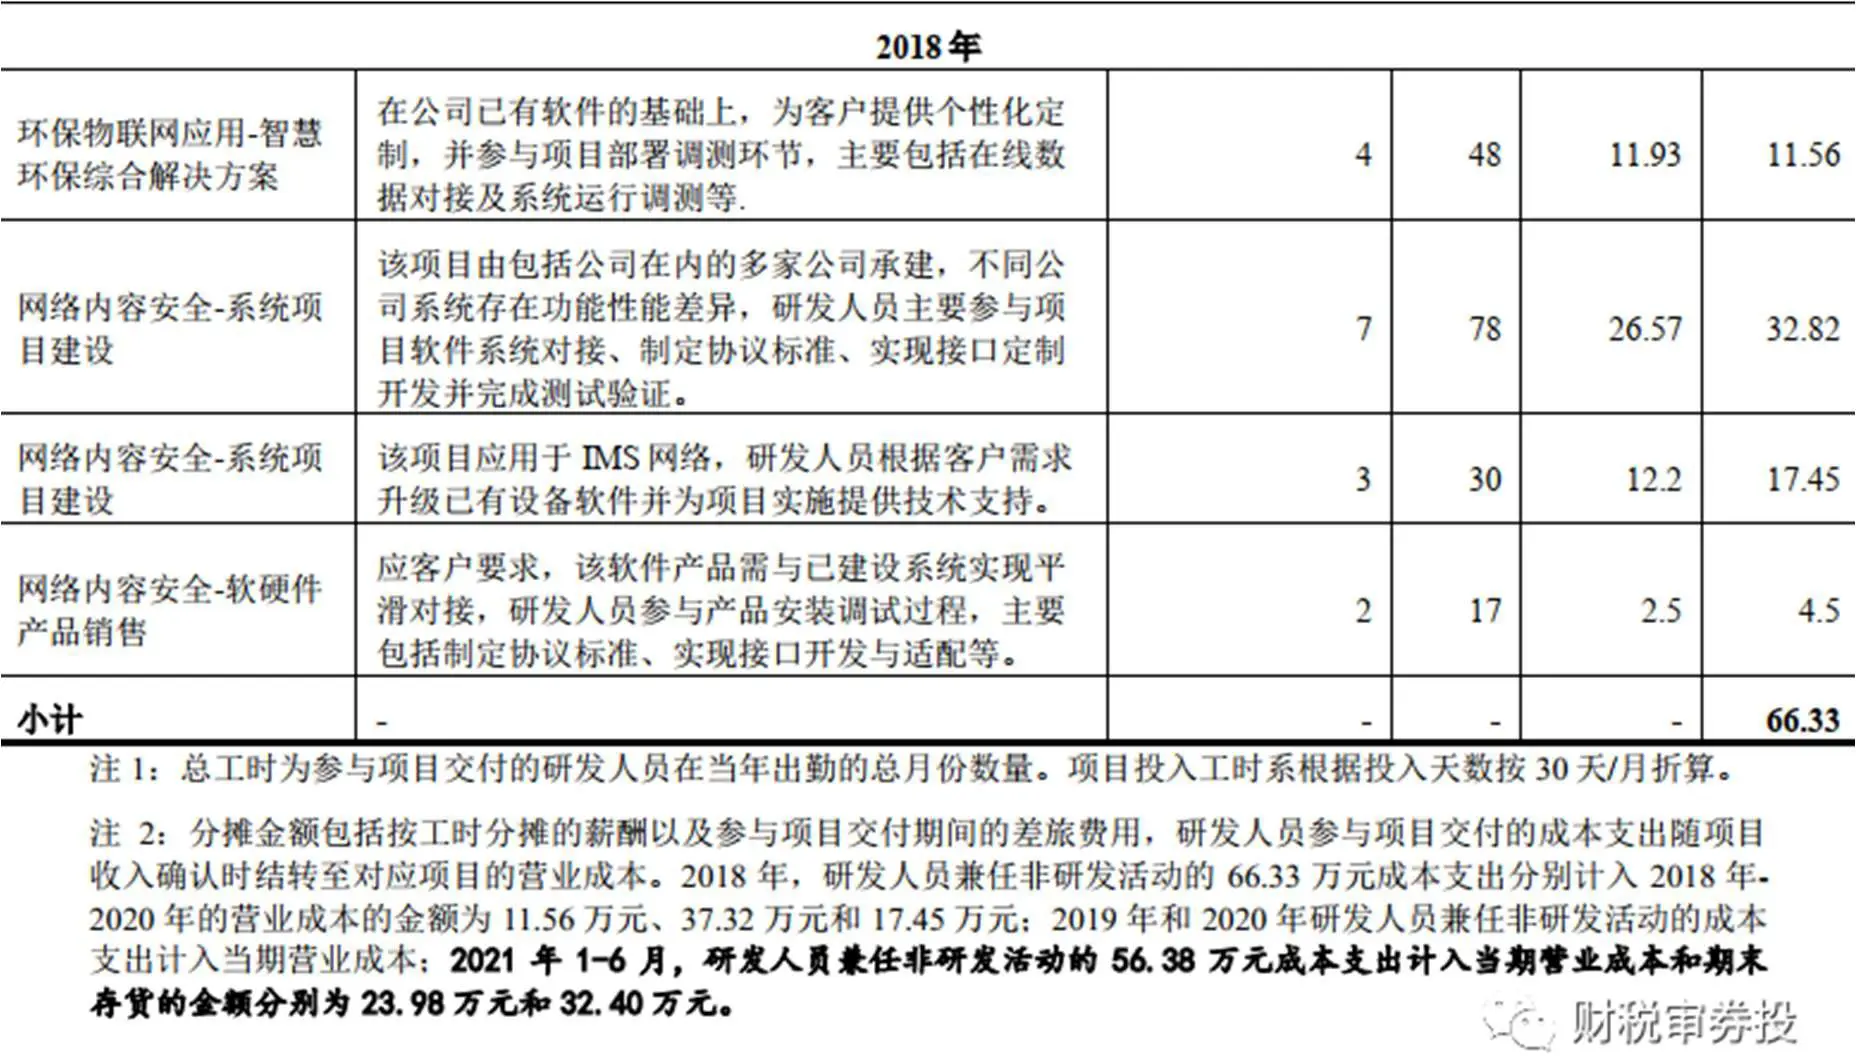 2018年
环保物联网应用-智慧
环保综合解决方案
在公司已有软件的基础上，为客户提供个性化定
制，并参与项目部署调测环节，主要包括在线数
据对接及系统运行调测等.
4 48 11.93 11.56
网络内容安全-系统项
目建设
该项目由包括公司在内的多家公司承建，不同公
司系统存在功能性能差异，研发人员主要参与项
目软件系统对接、制定协议标准、实现接口定制
开发并完成测试验证。
7 78 26.57 32.82
网络内容安全-系统项
目建设
该项目应用于 IMS 网络，研发人员根据客户需求
升级已有设备软件并为项目实施提供技术支持。
3 30 12.2 17.45
网络内容安全-软硬件
产品销售
应客户要求，该软件产品需与已建设系统实现平
滑对接，研发人员参与产品安装调试过程，主要
包括制定协议标准、实现接口开发与适配等。
2 17 2.5 4.5
小计 - - - - 66.33
注 1：总工时为参与项目交付的研发人员在当年出勤的总月份数量。项目投入工时系根据投入天数按 30 天/月折算。
注 2：分摊金额包括按工时分摊的薪酬以及参与项目交付期间的差旅费用，研发人员参与项目交付的成本支出随项目
收入确认时结转至对应项目的营业成本。2018 年，研发人员兼任非研发活动的 66.33 万元成本支出分别计入 2018 年-
2020 年的营业成本的金额为 11.56 万元、37.32 万元和 17.45 万元；2019 年和 2020 年研发人员兼任非研发活动的成本
支出计入当期营业成本；2021 年 1-6 月，研发人员兼任非研发活动的 56.38 万元成本支出计入当期营业成本和期末
存货的金额分别为 23.98 万元和 32.40 万元。
财税审券投